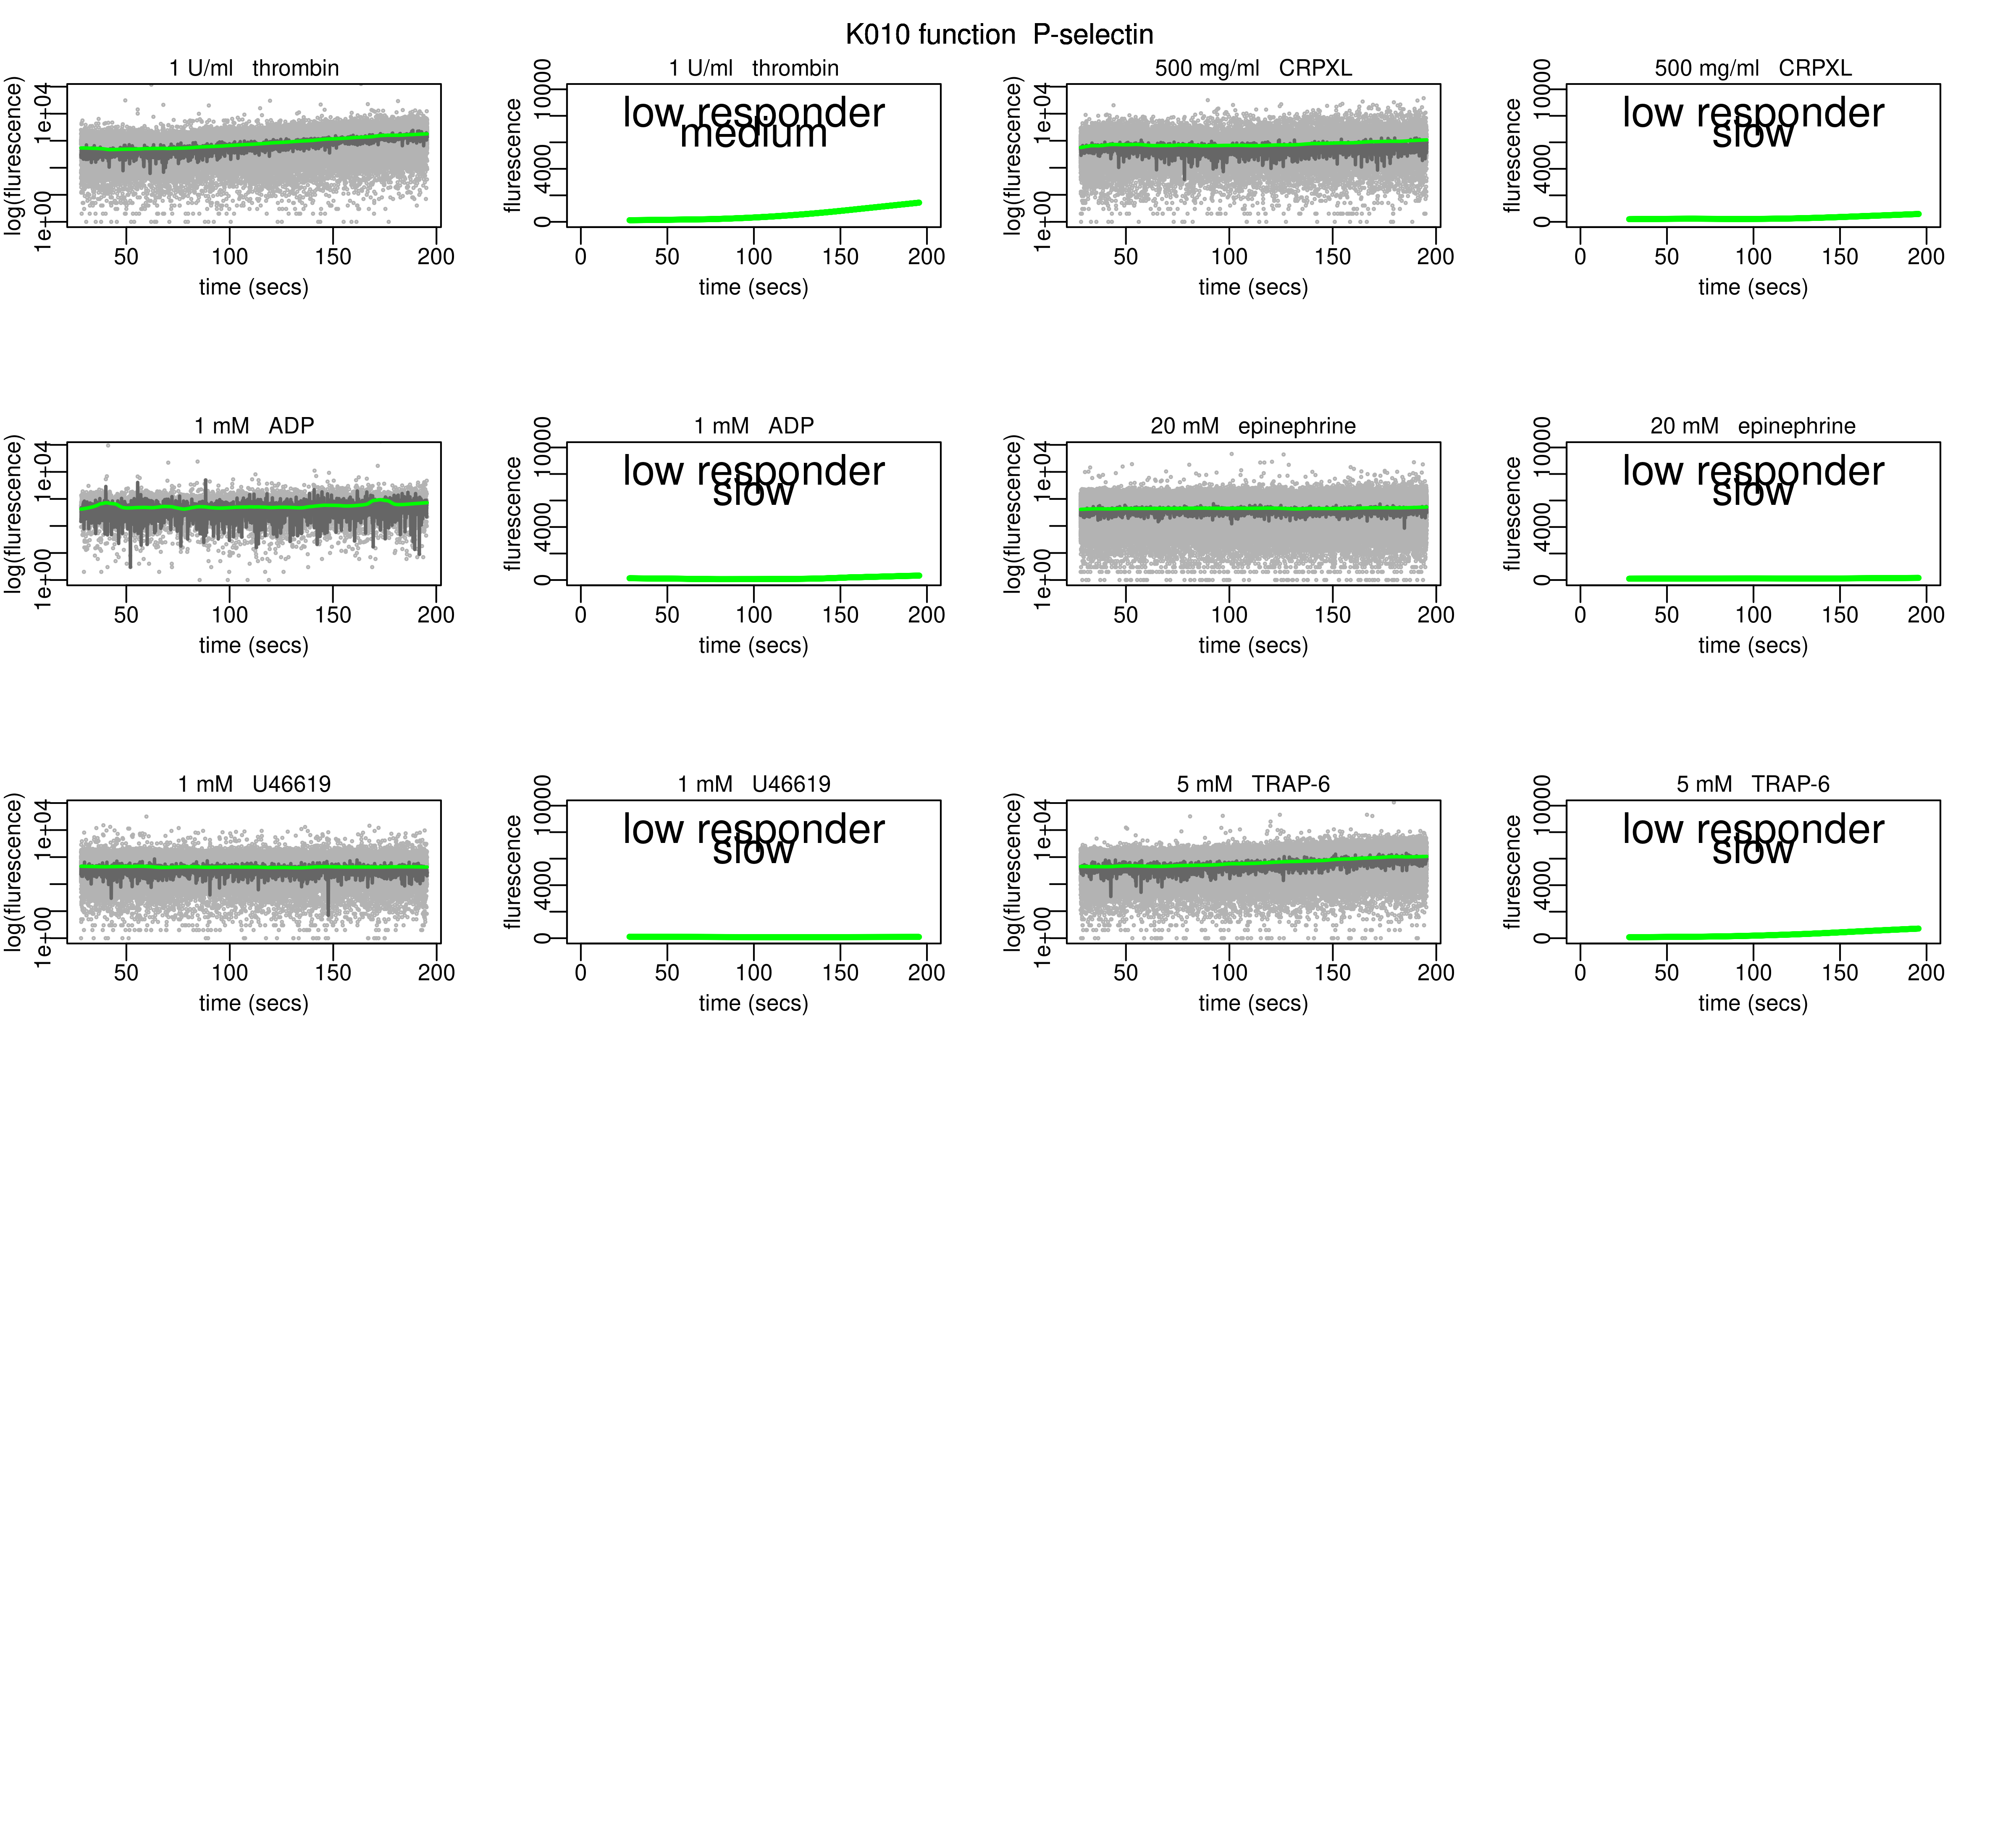 K010 function P-selectin
1 U/ml thrombin
log(flurescence)
1e+00 1e+04
50 100 150 200
time (secs)
1 U/ml thrombin
flurescence
0 4000 10000
low responder
medium
0 50 100 150 200
time (secs)
500 mg/ml CRPXL
log(flurescence)
1e+00 1e+04
50 100 150 200
time (secs)
500 mg/ml CRPXL
flurescence
0 4000 10000
low responder
slow
0 50 100 150 200
time (secs)
1 mM ADP
log(flurescence)
1e+00 1e+04
50 100 150 200
time (secs)
1 mM ADP
flurescence
0 4000 10000
low responder
slow
0 50 100 150 200
time (secs)
20 mM epinephrine
log(flurescence)
1e+00 1e+04
50 100 150 200
time (secs)
20 mM epinephrine
flurescence
0 4000 10000
low responder
slow
0 50 100 150 200
time (secs)
1 mM U46619
log(flurescence)
1e+00 1e+04
50 100 150 200
time (secs)
1 mM U46619
flurescence
0 4000 10000
low responder
slow
0 50 100 150 200
time (secs)
5 mM TRAP-6
log(flurescence)
1e+00 1e+04
50 100 150 200
time (secs)
5 mM TRAP-6
flurescence
0 4000 10000
low responder
slow
0 50 100 150 200
time (secs)